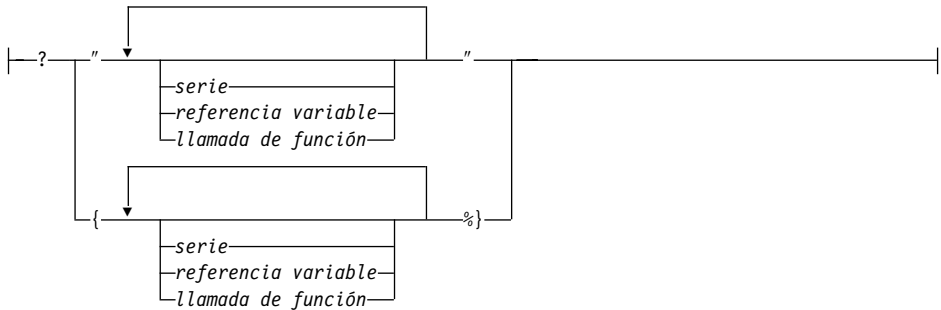 ? " "
serie
referencia variable
llamada de función
{ %}
serie
referencia variable
llamada de función